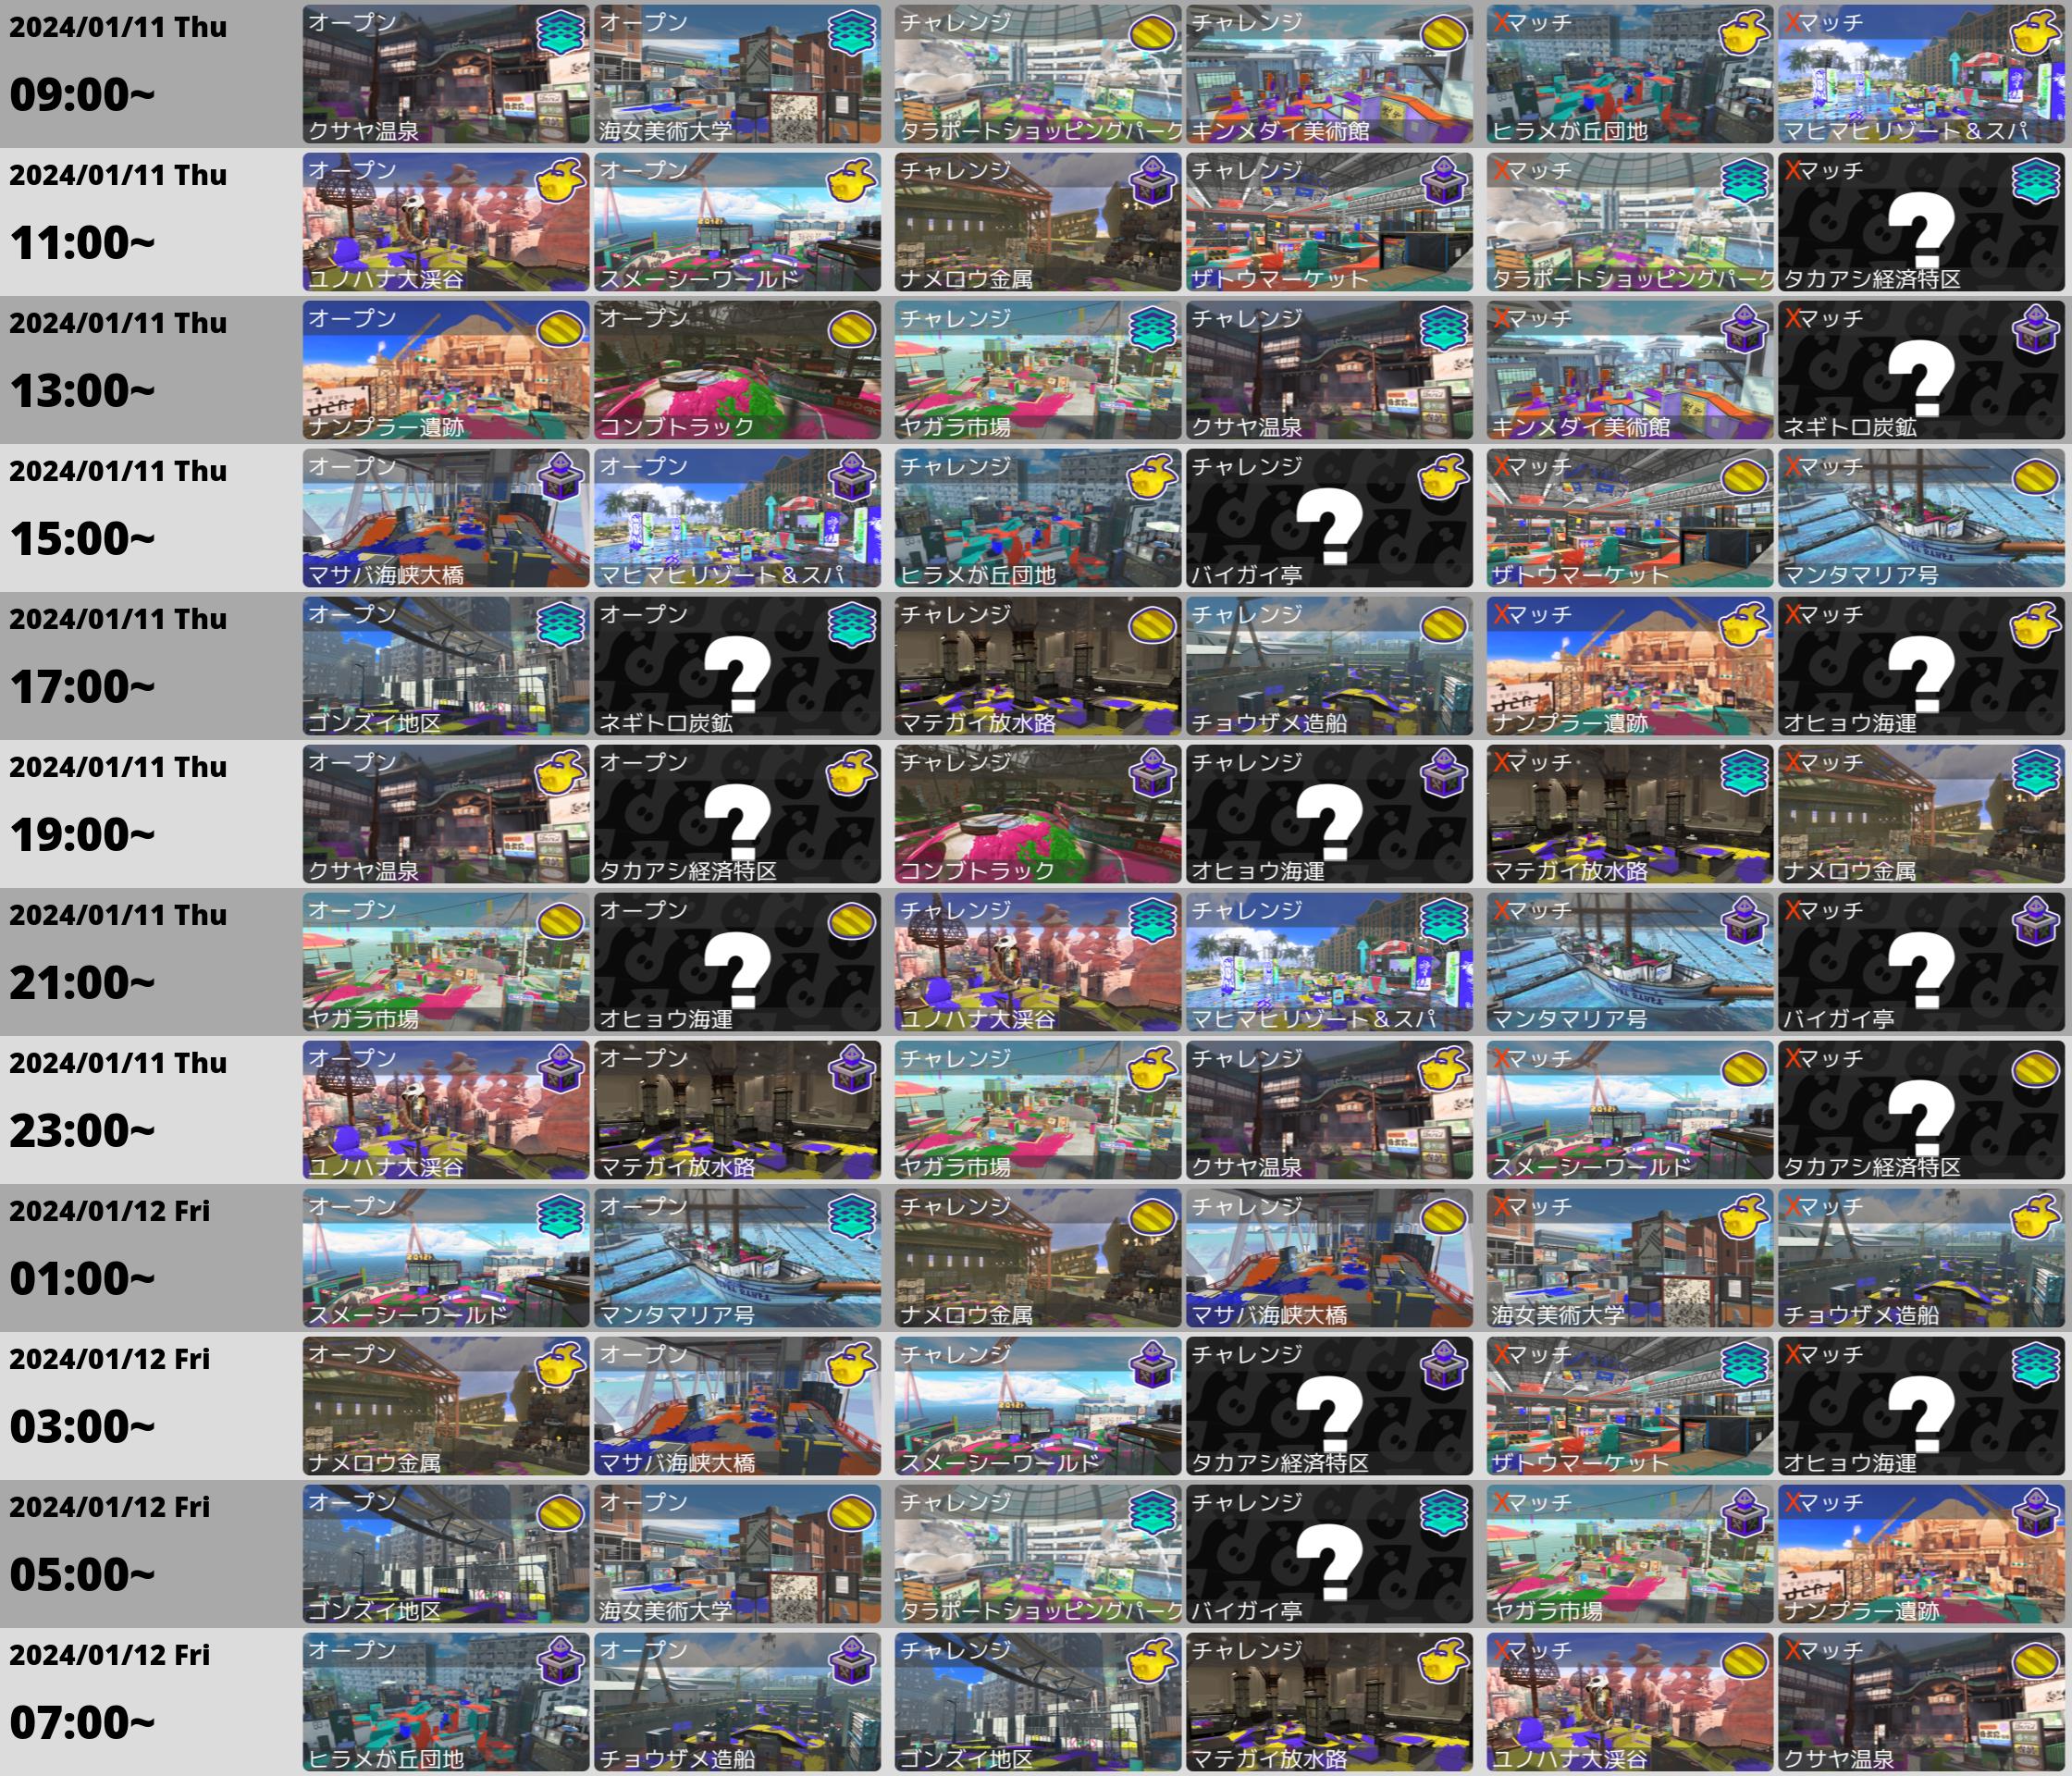 2024/01/11 Thu
09:00~
オープン
クサヤ温泉
オープン
海女美術大学
チャレンジ
タラポートショッピングパーク
チャレンジ
キンメダイ美術館
Xマッチ
ヒラメが丘団地
Xマッチ
マヒマヒリゾート＆スパ
2024/01/11 Thu
11:00~
オープン
ユノハナ大渓谷
オープン
スメーシーワールド
チャレンジ
ナメロウ金属
チャレンジ
ザトウマーケット
Xマッチ
タラポートショッピングパーク
Xマッチ
?
タカアシ経済特区
2024/01/11 Thu
13:00~
オープン
ナンプラー遺跡
オープン
コンブトラック
チャレンジ
ヤガラ市場
チャレンジ
クサヤ温泉
Xマッチ
キンメダイ美術館
Xマッチ
?
ネギトロ炭鉱
2024/01/11 Thu
15:00~
オープン
マサバ海峡大橋
オープン
マヒマヒリゾート＆スパ
チャレンジ
ヒラメが丘団地
チャレンジ
?
バイガイ亭
Xマッチ
ザトウマーケット
Xマッチ
マンタマリア号
2024/01/11 Thu
17:00~
オープン
ゴンズイ地区
オープン
?
ネギトロ炭鉱
チャレンジ
マテガイ放水路
チャレンジ
チョウザメ造船
Xマッチ
ナンプラー遺跡
Xマッチ
?
オヒョウ海運
2024/01/11 Thu
19:00~
オープン
クサヤ温泉
オープン
?
タカアシ経済特区
チャレンジ
コンブトラック
チャレンジ
?
オヒョウ海運
Xマッチ
マテガイ放水路
Xマッチ
ナメロウ金属
2024/01/11 Thu
21:00~
オープン
ヤガラ市場
オープン
?
オヒョウ海運
チャレンジ
ユノハナ大渓谷
チャレンジ
マヒマヒリゾート＆スパ
Xマッチ
マンタマリア号
Xマッチ
?
バイガイ亭
2024/01/11 Thu
23:00~
オープン
ユノハナ大渓谷
オープン
マテガイ放水路
チャレンジ
ヤガラ市場
チャレンジ
クサヤ温泉
Xマッチ
スメーシーワールド
Xマッチ
?
タカアシ経済特区
2024/01/12 Fri
01:00~
オープン
スメーシーワールド
オープン
マンタマリア号
チャレンジ
ナメロウ金属
チャレンジ
マサバ海峡大橋
Xマッチ
海女美術大学
Xマッチ
チョウザメ造船
2024/01/12 Fri
03:00~
オープン
ナメロウ金属
オープン
マサバ海峡大橋
チャレンジ
スメーシーワールド
チャレンジ
?
タカアシ経済特区
Xマッチ
ザトウマーケット
Xマッチ
?
オヒョウ海運
2024/01/12 Fri
05:00~
オープン
ゴンズイ地区
オープン
海女美術大学
チャレンジ
タラポートショッピングパーク
チャレンジ
?
バイガイ亭
Xマッチ
ヤガラ市場
Xマッチ
ナンプラー遺跡
2024/01/12 Fri
07:00~
オープン
ヒラメが丘団地
オープン
チョウザメ造船
チャレンジ
ゴンズイ地区
チャレンジ
マテガイ放水路
Xマッチ
ユノハナ大渓谷
Xマッチ
クサヤ温泉